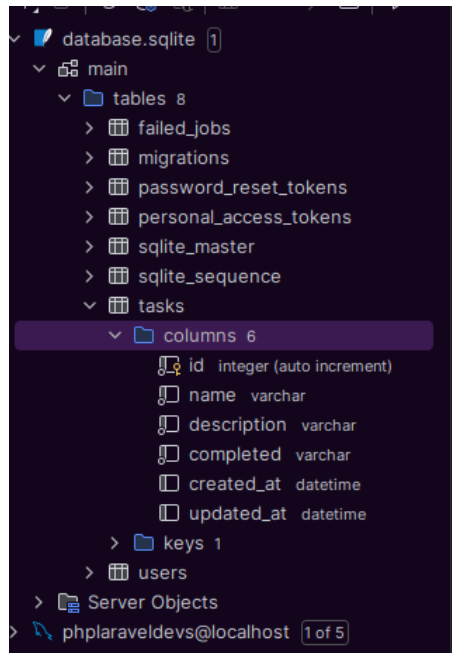 database.sqlite 1
main
tables 8
failed_jobs
migrations
password_reset_tokens
personal_access_tokens
sqlite_master
sqlite_sequence
tasks
columns 6
id integer (auto increment)
name varchar
description varchar
completed varchar
created_at datetime
updated_at datetime
keys 1
users
Server Objects
phplaraveldevs@localhost 1 of 5